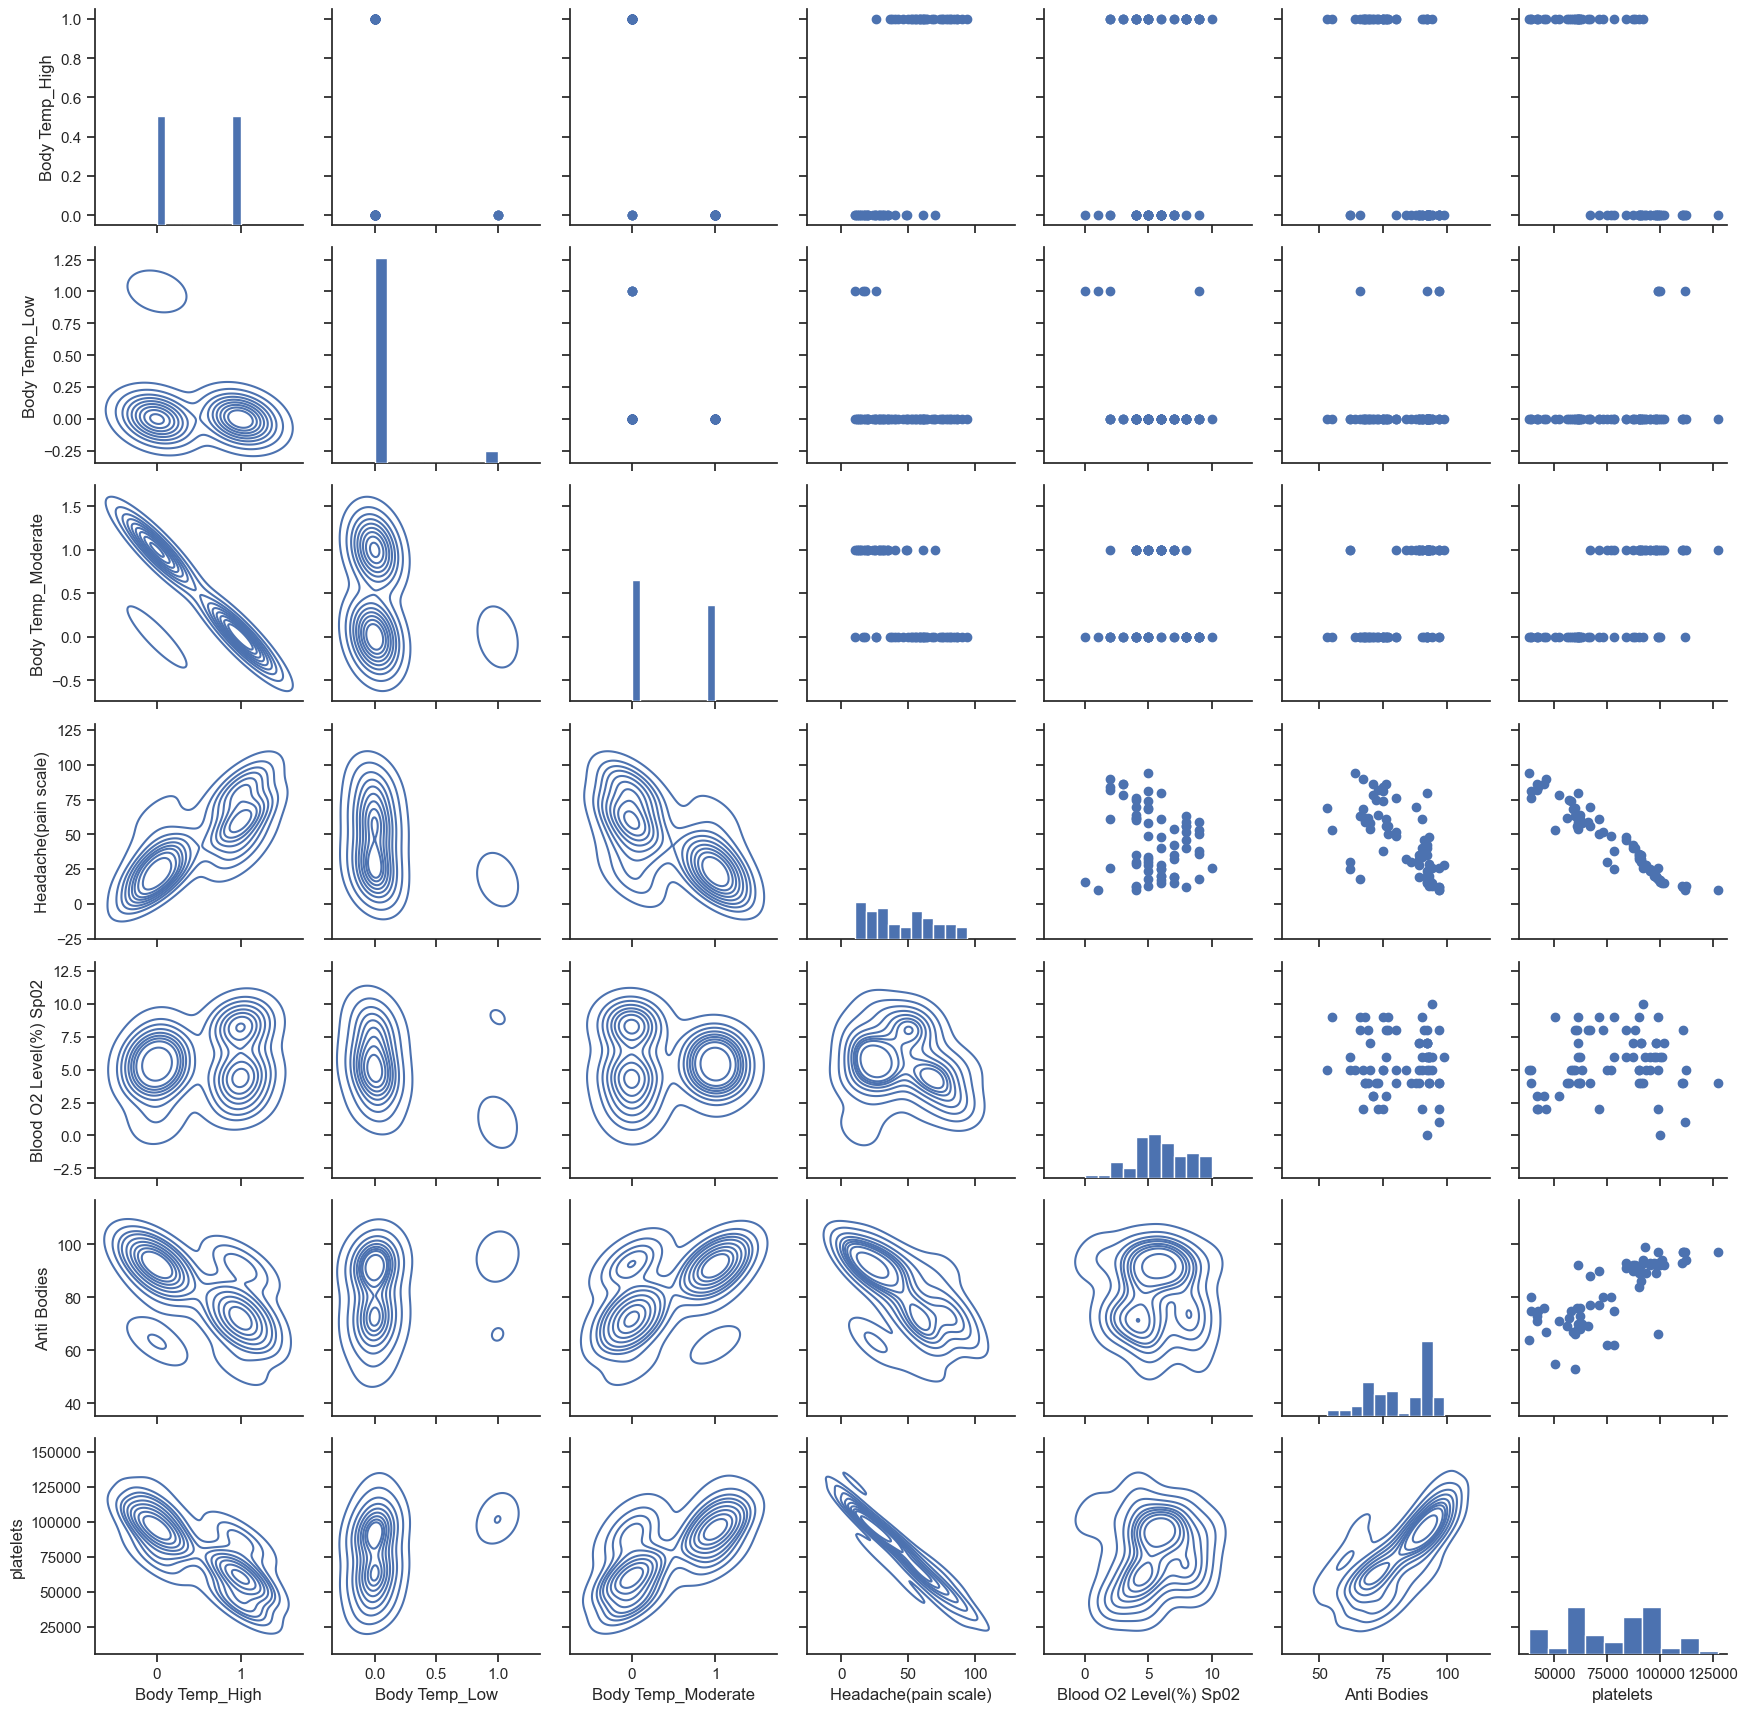 1.0
0.8
0.6
0.4
0.2
0.0
Body Temp_High
1.25
1.00
0.75
0.50
0.25
0.00
−0.25
Body Temp_Low
1.5
1.0
0.5
0.0
−0.5
Body Temp_Moderate
125
100
75
50
25
0
−25
Headache(pain scale)
12.5
10.0
7.5
5.0
2.5
0.0
−2.5
Blood O2 Level(%) Sp02
100
80
60
40
Anti Bodies
150000
125000
100000
75000
50000
25000
platelets
0 1
0.0 0.5 1.0
0 1
0 50 100
0 5 10
50 75 100
50000 75000 100000 125000
Body Temp_High
Body Temp_Low
Body Temp_Moderate
Headache(pain scale)
Blood O2 Level(%) Sp02
Anti Bodies
platelets